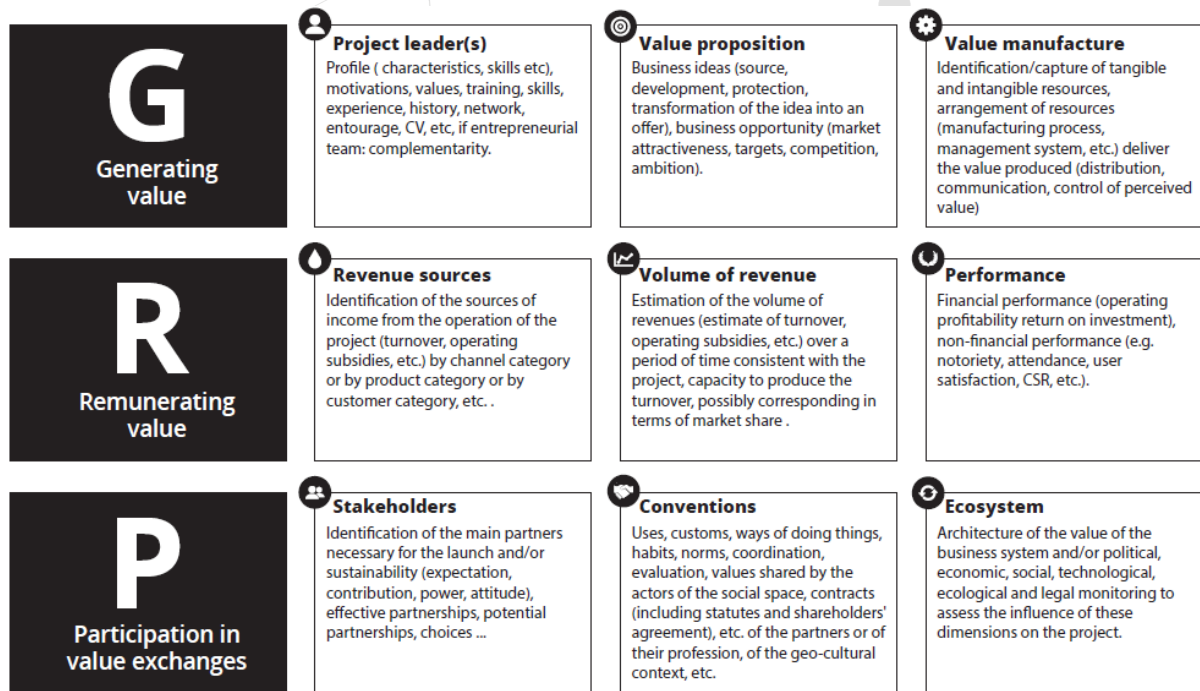 G
Generating
value
Project leader(s)
Profile ( characteristics, skills etc),
motivations, values, training, skills,
experience, history, network,
entourage, CV, etc, if entrepreneurial
team: complementarity.
Value proposition
Business ideas (source,
development, protection,
transformation of the idea into an
offer), business opportunity (market
attractiveness, targets, competition,
ambition).
Value manufacture
Identification/capture of tangible
and intangible resources,
arrangement of resources
(manufacturing process,
management system, etc.) deliver
the value produced (distribution,
communication, control of perceived
value)
R
Remunerating
value
Revenue sources
Identification of the sources of
income from the operation of the
project (turnover, operating
subsidies, etc.) by channel category
or by product category or by
customer category, etc. .
Volume of revenue
Estimation of the volume of
revenues (estimate of turnover,
operating subsidies, etc.) over a
period of time consistent with the
project, capacity to produce the
turnover, possibly corresponding in
terms of market share .
Performance
Financial performance (operating
profitability return on investment),
non-financial performance (e.g.
notoriety, attendance, user
satisfaction, CSR, etc.).
P
Participation in
value exchanges
Stakeholders
Identification of the main partners
necessary for the launch and/or
sustainability (expectation,
contribution, power, attitude),
effective partnerships, potential
partnerships, choices ...
Conventions
Uses, customs, ways of doing things,
habits, norms, coordination,
evaluation, values shared by the
actors of the social space, contracts
(including statutes and shareholders'
agreement), etc. of the partners or of
their profession, of the geo-cultural
context, etc.
Ecosystem
Architecture of the value of the
business system and/or political,
economic, social, technological,
ecological and legal monitoring to
assess the influence of these
dimensions on the project.